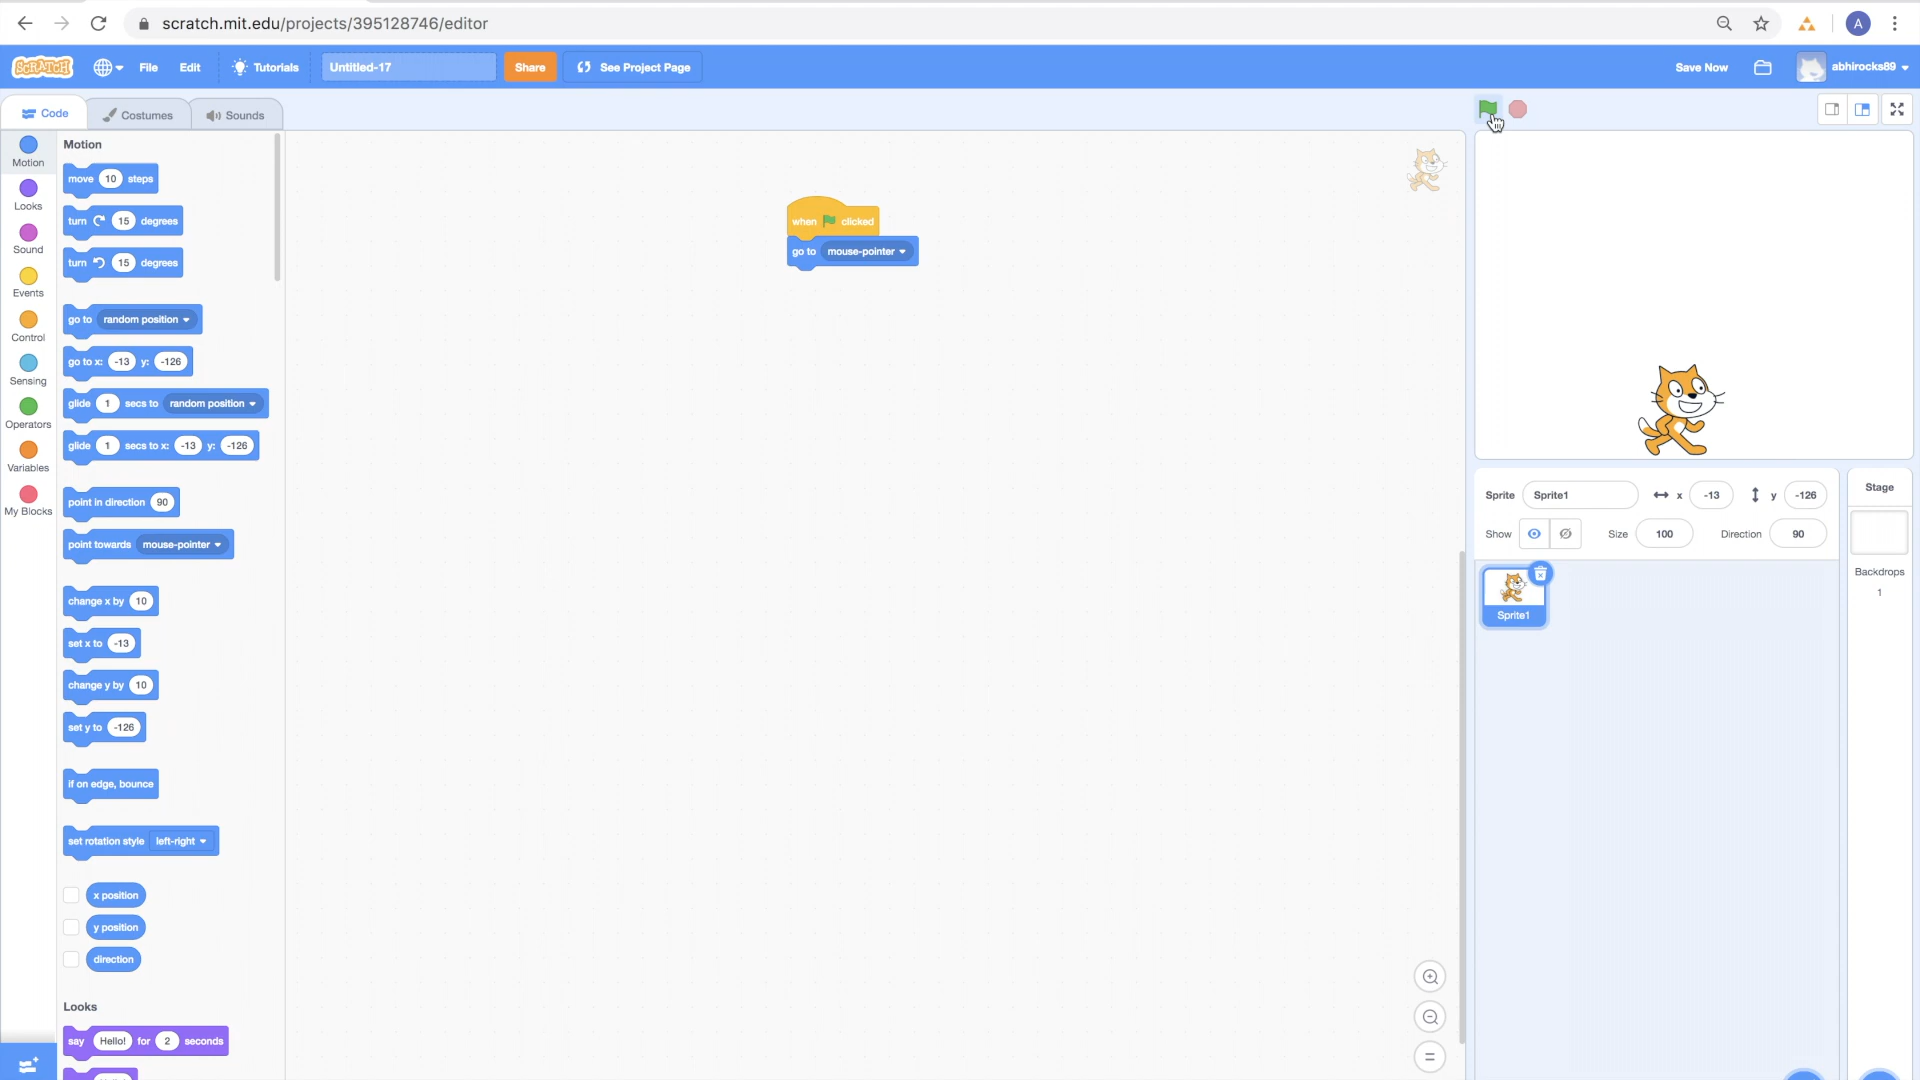 scratch.mit.edu/projects/395128746/editor
A
SCRATCH
File
Edit
Tutorials
Untitled-17
Share
See Project Page
Save Now
abhirocks89
Code
Costumes
Sounds
Motion
Looks
Sound
Events
Control
Sensing
Operators
Variables
My Blocks
Motion
move 10 steps
turn 15 degrees
turn 15 degrees
go to random position
go to x: -13 y: -126
glide 1 secs to random position
glide 1 secs to x: -13 y: -126
point in direction 90
point towards mouse-pointer
change x by 10
set x to -13
change y by 10
set y to -126
if on edge, bounce
set rotation style left-right
x position
y position
direction
Looks
say Hello! for 2 seconds
when clicked
go to mouse-pointer
Sprite Sprite1 x -13 y -126
Show Size 100 Direction 90
Sprite1
Stage
Backdrops
1